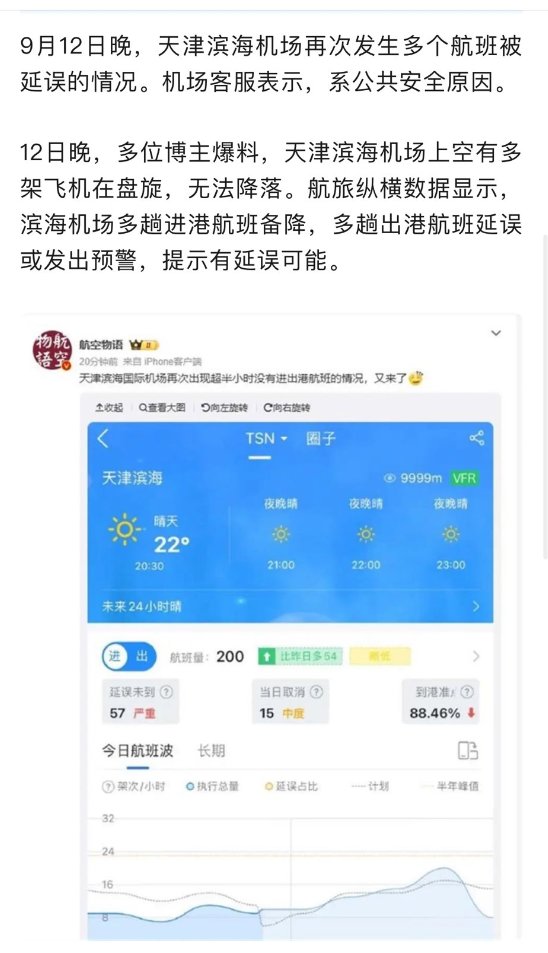 9月12日晚，天津滨海机场再次发生多个航班被
延误的情况。机场客服表示，系公共安全原因。
12日晚，多位博主爆料，天津滨海机场上空有多
架飞机在盘旋，无法降落。航旅纵横数据显示，
滨海机场多趟进港航班备降，多趟出港航班延误
或发出预警，提示有延误可能。
物航
語空
航空物语
20分钟前 来自 iPhone客户端
天津滨海国际机场再次出现超半小时没有进出港航班的情况，又来了
收起 查看大图 向左旋转 向右旋转
TSN 圈子
天津滨海 9999m VFR
夜晚晴 夜晚晴 夜晚晴
晴天
22°
20:30 21:00 22:00 23:00
未来24小时晴
进 出 航班量: 200 比昨日多54
延误未到 当日取消 到港准
57 严重 15 中度 88.46%
今日航班波 长期
架次/小时 执行总量 延误占比 计划 半年峰值
32
24
16
8